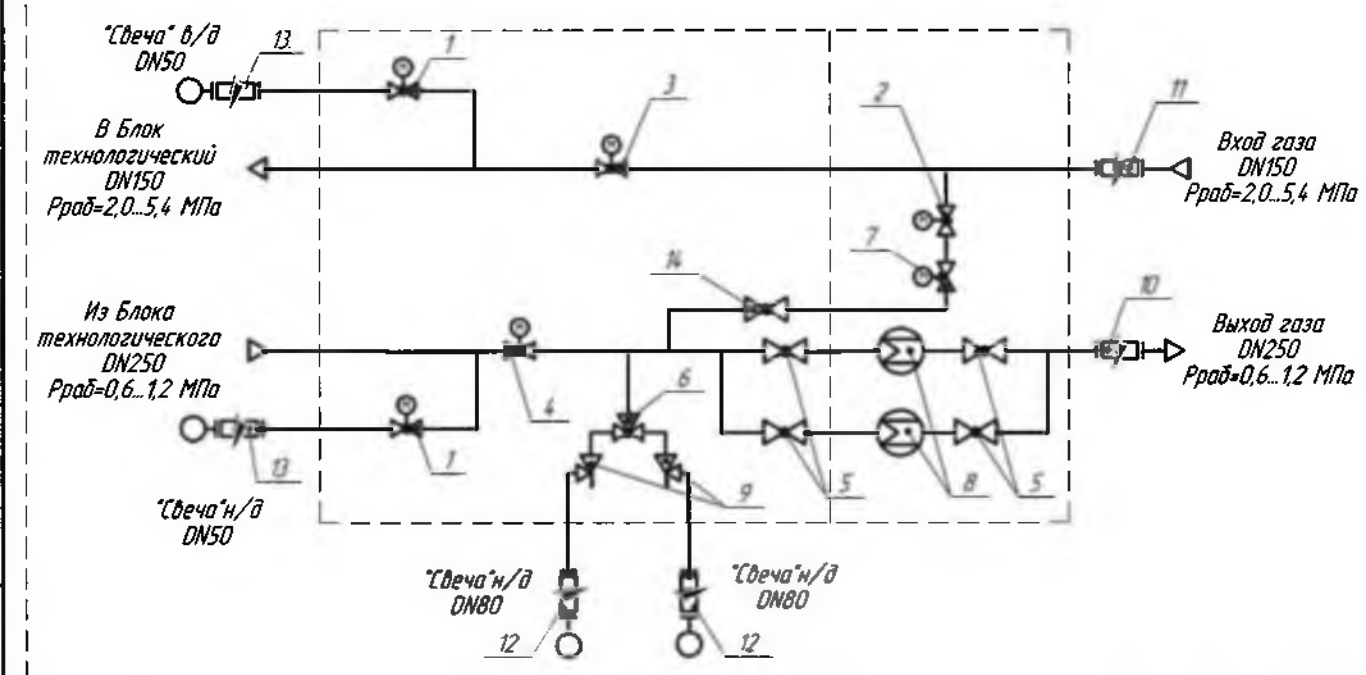 "Свеча" в/д
DN50
13
1
3
2
11
В Блок
технологический
DN150
Рраб=2,0...5,4 МПа
Вход газа
DN150
Рраб=2,0...5,4 МПа
7
14
10
Из Блока
технологического
DN250
Рраб=0,6...1,2 МПа
Выход газа
DN250
Рраб=0,6...1,2 МПа
6
4
13
1
9
5
8
5
"Свеча"н/д
DN50
"Свеча"н/д
DN80
"Свеча"н/д
DN80
12
12